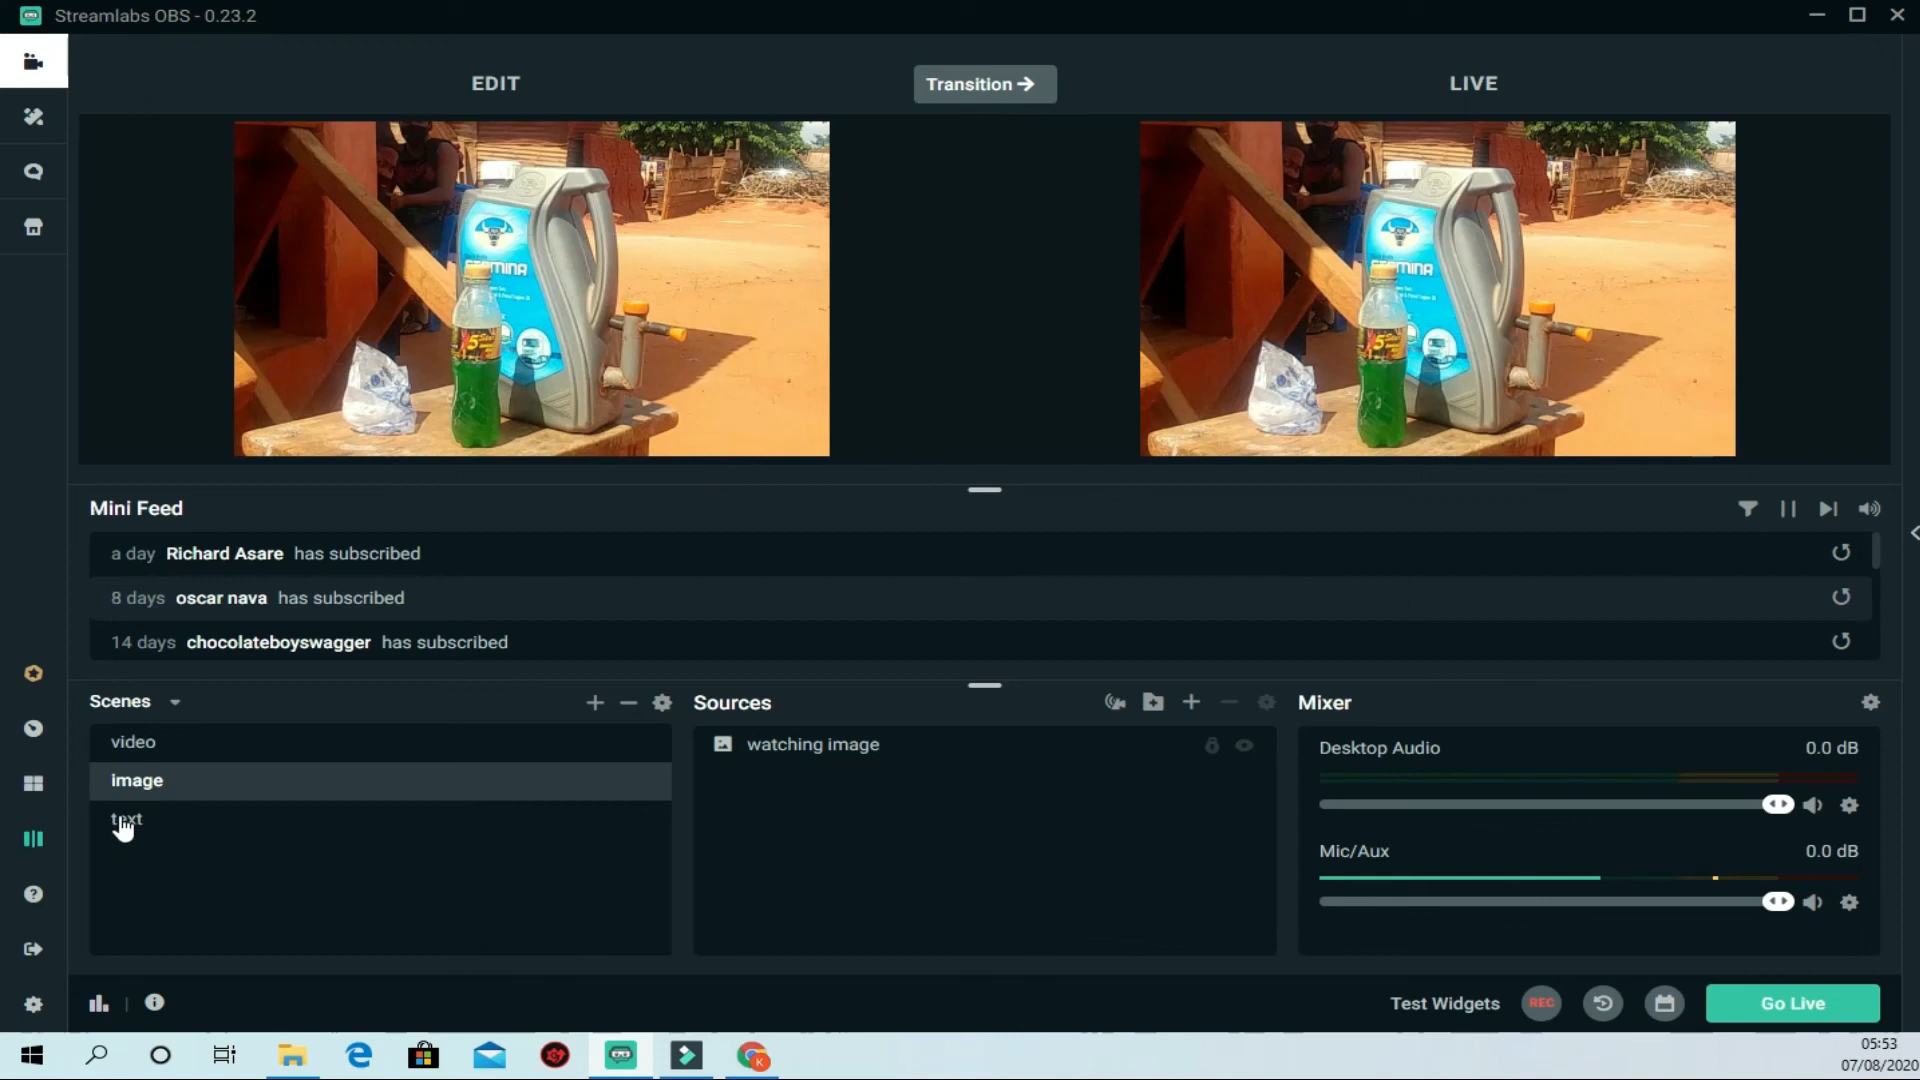 Streamlabs OBS - 0.23.2
EDIT
Transition
LIVE
Mini Feed
a day Richard Asare has subscribed
8 days oscar nava has subscribed
14 days chocolateboyswagger has subscribed
Scenes
video
image
text
Sources
watching image
Mixer
Desktop Audio 0.0 dB
Mic/Aux 0.0 dB
Test Widgets
REC
Go Live
K
05:53
07/08/2020